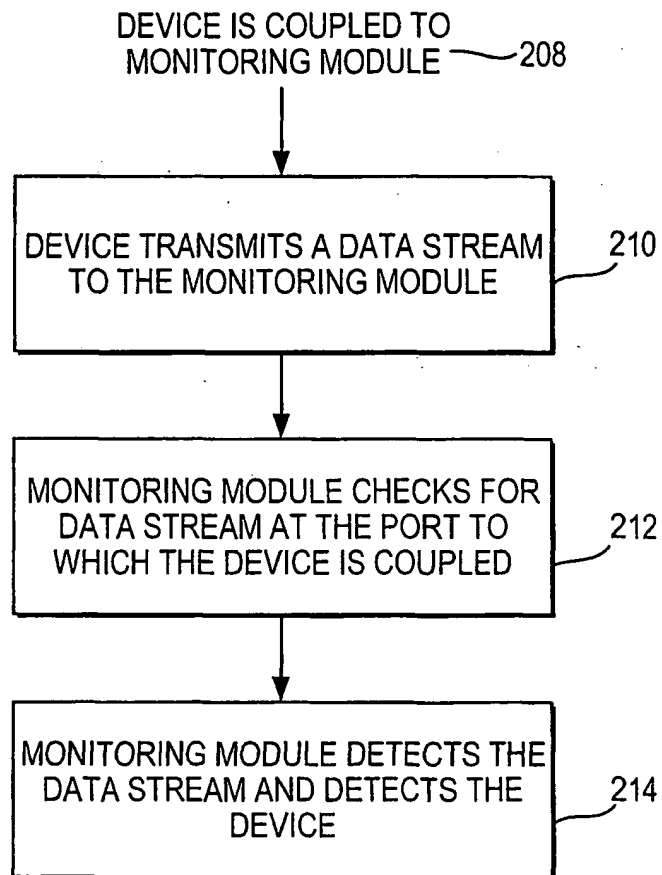 DEVICE IS COUPLED TO
MONITORING MODULE 208
DEVICE TRANSMITS A DATA STREAM
TO THE MONITORING MODULE
210
MONITORING MODULE CHECKS FOR
DATA STREAM AT THE PORT TO
WHICH THE DEVICE IS COUPLED
212
MONITORING MODULE DETECTS THE
DATA STREAM AND DETECTS THE
DEVICE
214